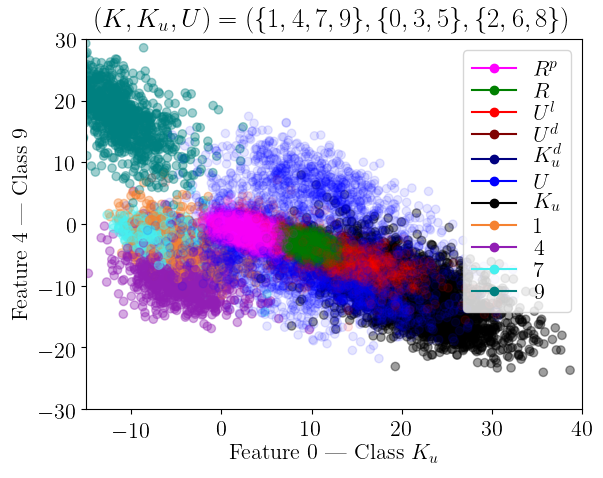 (K, K_u, U) = ({1, 4, 7, 9}, {0, 3, 5}, {2, 6, 8})
30
20
10
0
−10
−20
−30
Feature 4 — Class 9
R^p
R
U^l
U^d
K_u^d
U
K_u
1
4
7
9
−10 0 10 20 30 40
Feature 0 — Class K_u